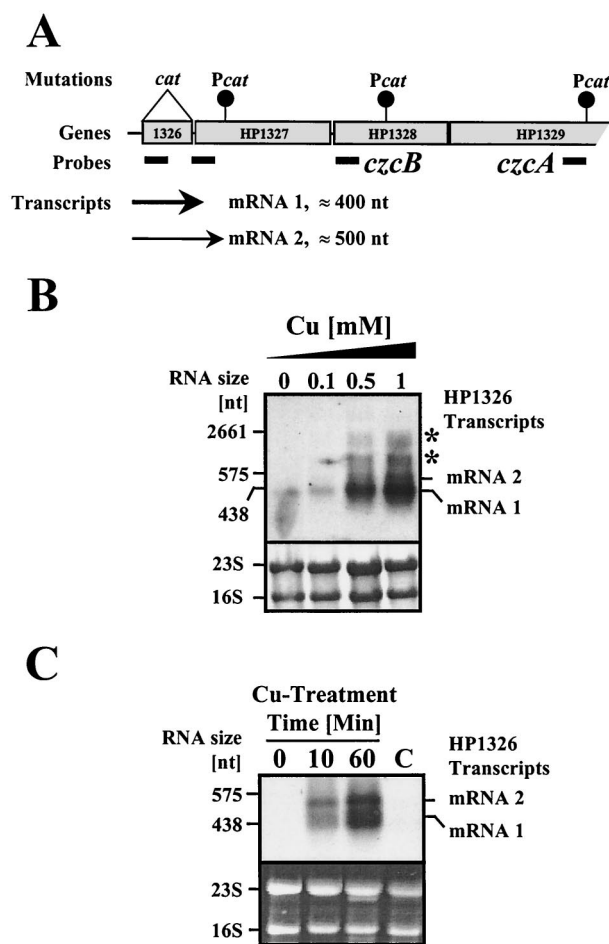 A
Mutations cat Pcat Pcat Pcat
Genes 1326 HP1327 HP1328 HP1329
Probes czcB czcA
Transcripts mRNA 1, ≈ 400 nt
mRNA 2, ≈ 500 nt
B
Cu [mM]
RNA size 0 0.1 0.5 1 HP1326
[nt] Transcripts
2661 *
*
575 mRNA 2
438 mRNA 1
23S
16S
C
Cu-Treatment
Time [Min]
RNA size HP1326
[nt] 0 10 60 C Transcripts
575 mRNA 2
438 mRNA 1
23S
16S